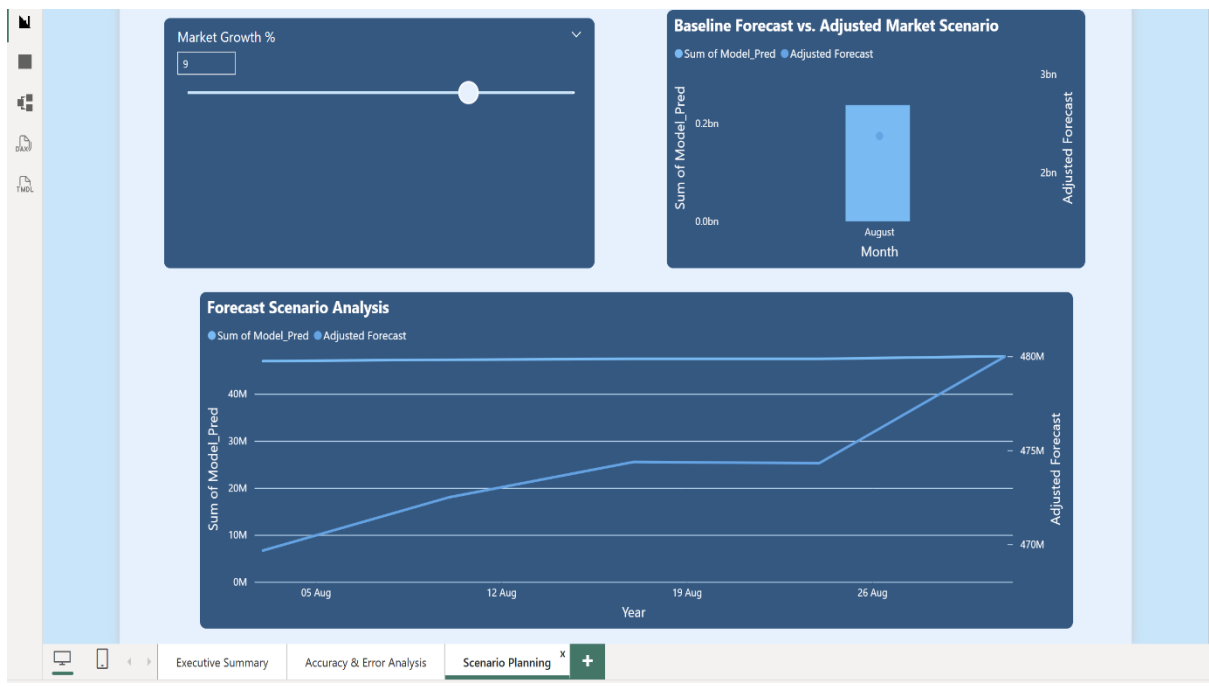 Market Growth %
9
Baseline Forecast vs. Adjusted Market Scenario
Sum of Model_Pred Adjusted Forecast
Sum of Model_Pred
0.2bn
0.0bn
3bn
2bn
Adjusted Forecast
August
Month
DAX
TMDL
Forecast Scenario Analysis
Sum of Model_Pred Adjusted Forecast
Sum of Model_Pred
40M
30M
20M
10M
0M
480M
475M
470M
Adjusted Forecast
05 Aug 12 Aug 19 Aug 26 Aug
Year
Executive Summary Accuracy & Error Analysis Scenario Planning x +